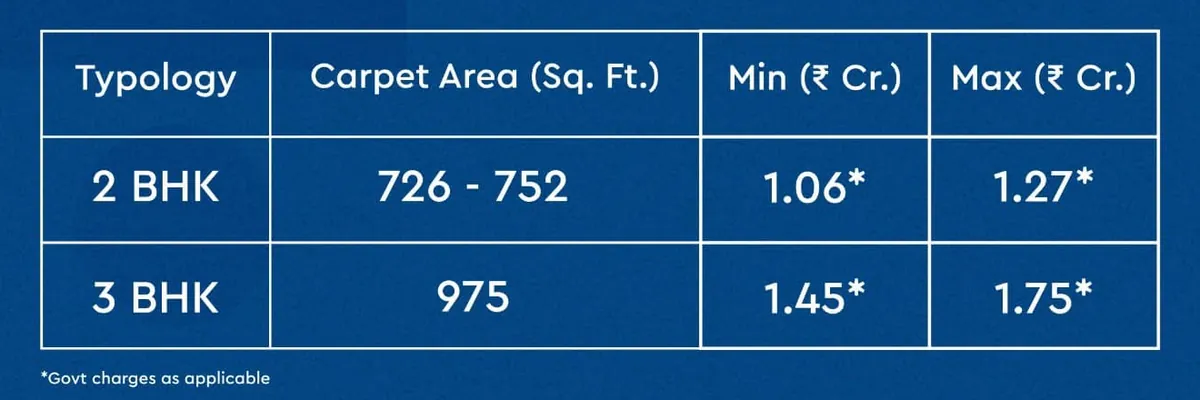 Typology Carpet Area (Sq. Ft.) Min (₹ Cr.) Max (₹ Cr.)
2 BHK 726 - 752 1.06* 1.27*
3 BHK 975 1.45* 1.75*
*Govt charges as applicable